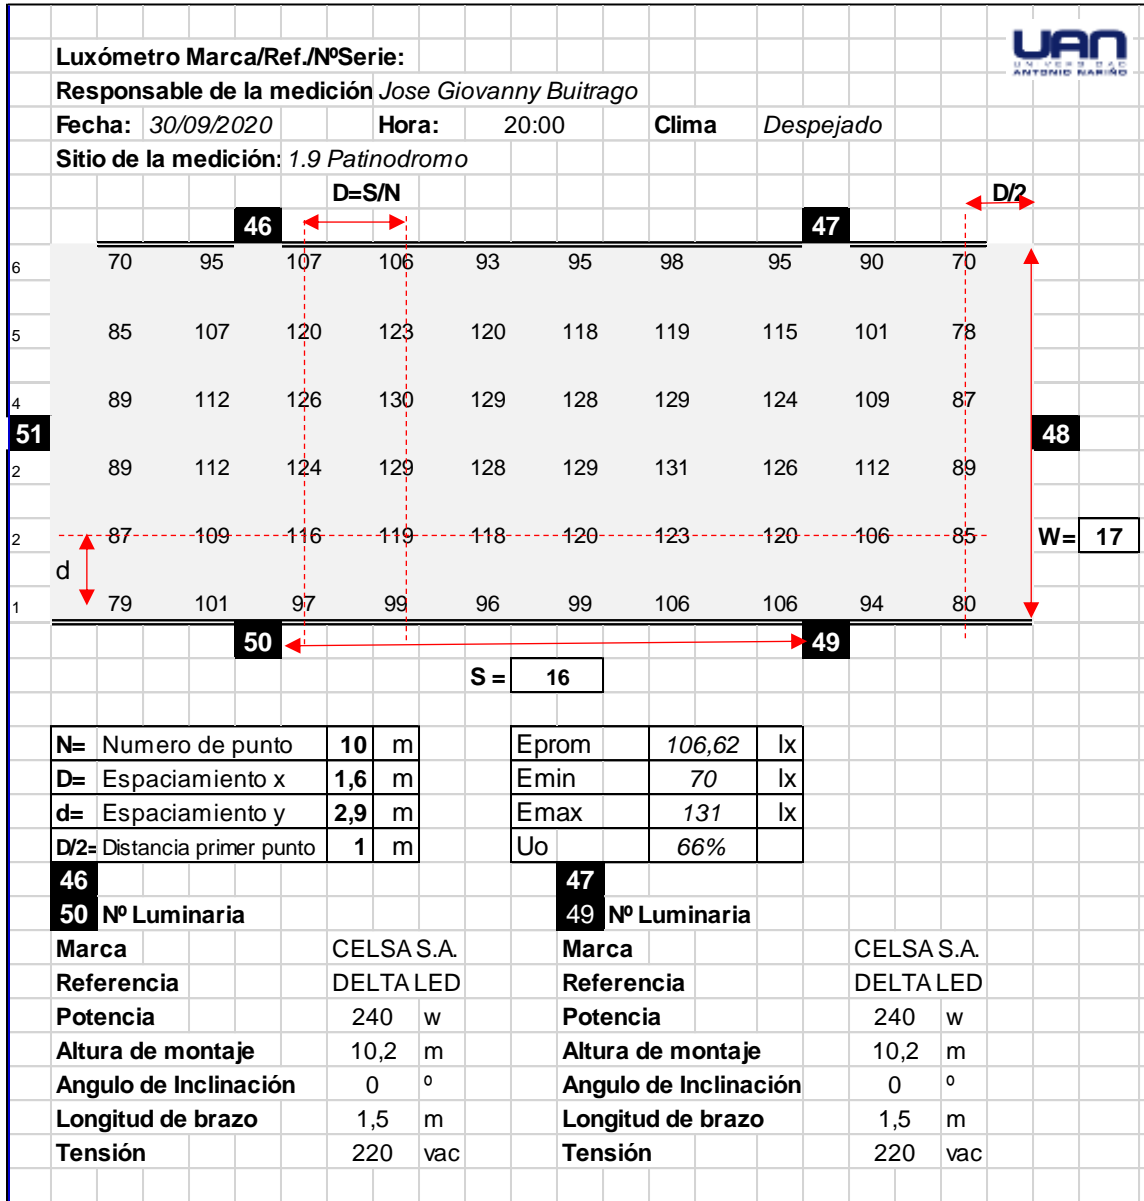 UAN
UNIVERSIDAD
ANTONIO NARIÑO
Luxómetro Marca/Ref./NºSerie:
Responsable de la medición Jose Giovanny Buitrago
Fecha: 30/09/2020 Hora: 20:00 Clima Despejado
Sitio de la medición: 1.9 Patinodromo
D=S/N D/2
46 47
6 70 95 107 106 93 95 98 95 90 70
5 85 107 120 123 120 118 119 115 101 78
4 89 112 126 130 129 128 129 124 109 87
51 48
2 89 112 124 129 128 129 131 126 112 89
2 87 109 116 119 118 120 123 120 106 85 W= 17
d
1 79 101 97 99 96 99 106 106 94 80
50 49
S = 16
N= Numero de punto 10 m Eprom 106,62 lx
D= Espaciamiento x 1,6 m Emin 70 lx
d= Espaciamiento y 2,9 m Emax 131 lx
D/2= Distancia primer punto 1 m Uo 66%
46 47
50 Nº Luminaria 49 Nº Luminaria
Marca CELSA S.A. Marca CELSA S.A.
Referencia DELTA LED Referencia DELTA LED
Potencia 240 w Potencia 240 w
Altura de montaje 10,2 m Altura de montaje 10,2 m
Angulo de Inclinación 0 º Angulo de Inclinación 0 º
Longitud de brazo 1,5 m Longitud de brazo 1,5 m
Tensión 220 vac Tensión 220 vac